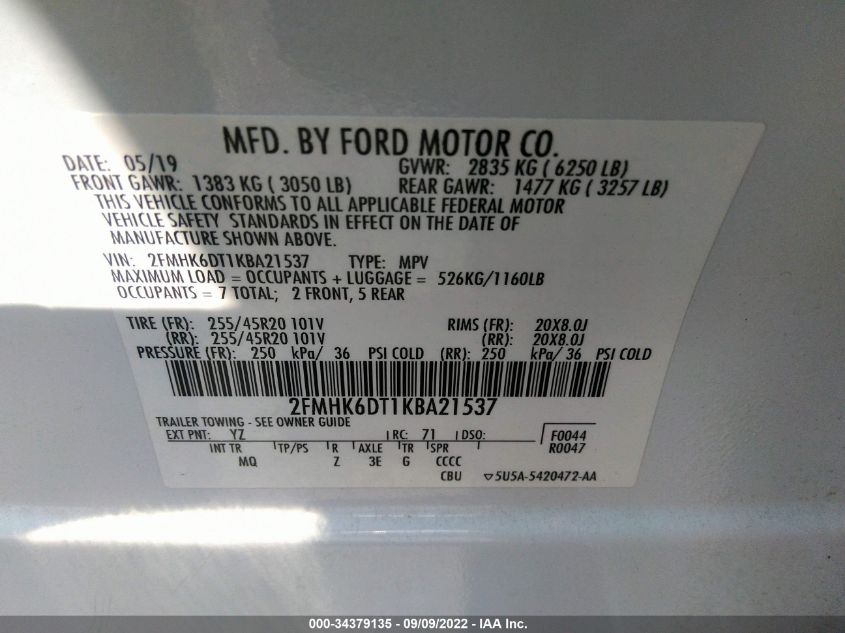 MFD. BY FORD MOTOR CO.
DATE: 05/19 GVWR: 2835 KG ( 6250 LB)
FRONT GAWR: 1383 KG ( 3050 LB) REAR GAWR: 1477 KG ( 3257 LB)
THIS VEHICLE CONFORMS TO ALL APPLICABLE FEDERAL MOTOR
VEHICLE SAFETY STANDARDS IN EFFECT ON THE DATE OF
MANUFACTURE SHOWN ABOVE.
VIN: 2FMHK6DT1KBA21537 TYPE: MPV
MAXIMUM LOAD = OCCUPANTS + LUGGAGE = 526KG/1160LB
OCCUPANTS = 7 TOTAL; 2 FRONT, 5 REAR
TIRE (FR): 255/45R20 101V RIMS (FR): 20X8.0J
(RR): 255/45R20 101V (RR): 20X8.0J
PRESSURE (FR): 250 kPa/ 36 PSI COLD (RR): 250 kPa/ 36 PSI COLD
2FMHK6DT1KBA21537
TRAILER TOWING - SEE OWNER GUIDE
EXT PNT: YZ RC: 71 DSO: F0044
INT TR TP/PS R AXLE TR SPR R0047
MQ Z 3E G CCCC
CBU ▽5U5A-5420472-AA
000-34379135 - 09/09/2022 - IAA Inc.